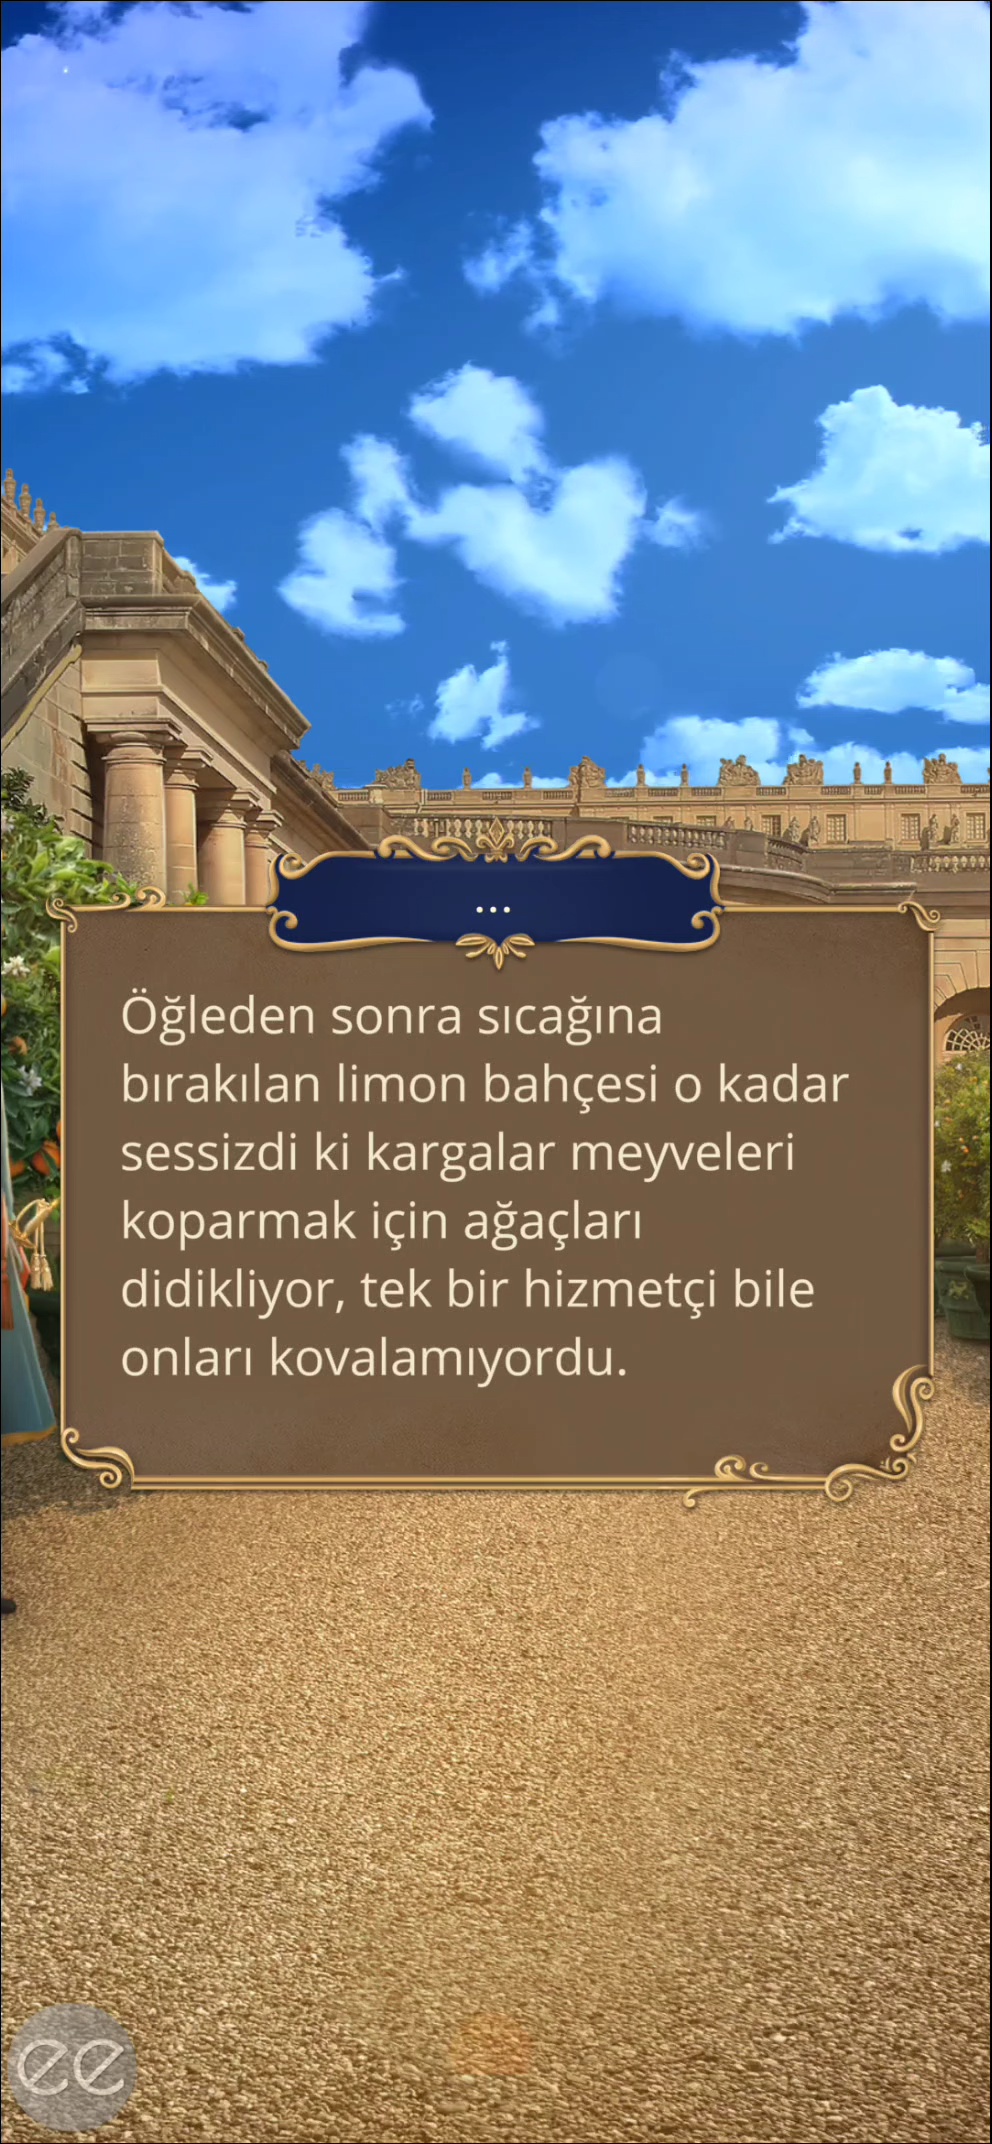 ...
Öğleden sonra sıcağına
bırakılan limon bahçesi o kadar
sessizdi ki kargalar meyveleri
koparmak için ağaçları
didikliyor, tek bir hizmetçi bile
onları kovalamıyordu.
ee